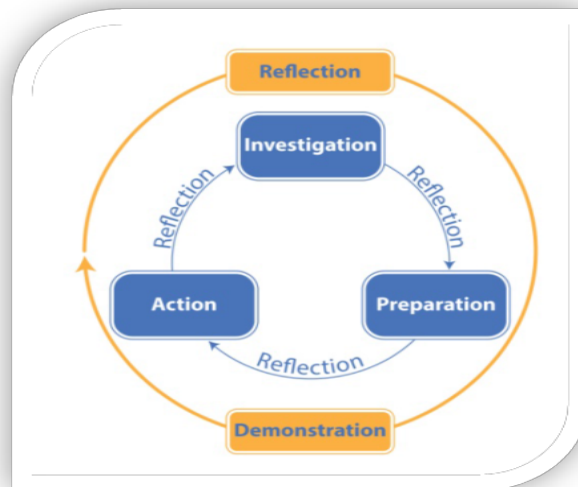 Reflection
Investigation
Reflection
Reflection
Action
Preparation
Reflection
Demonstration